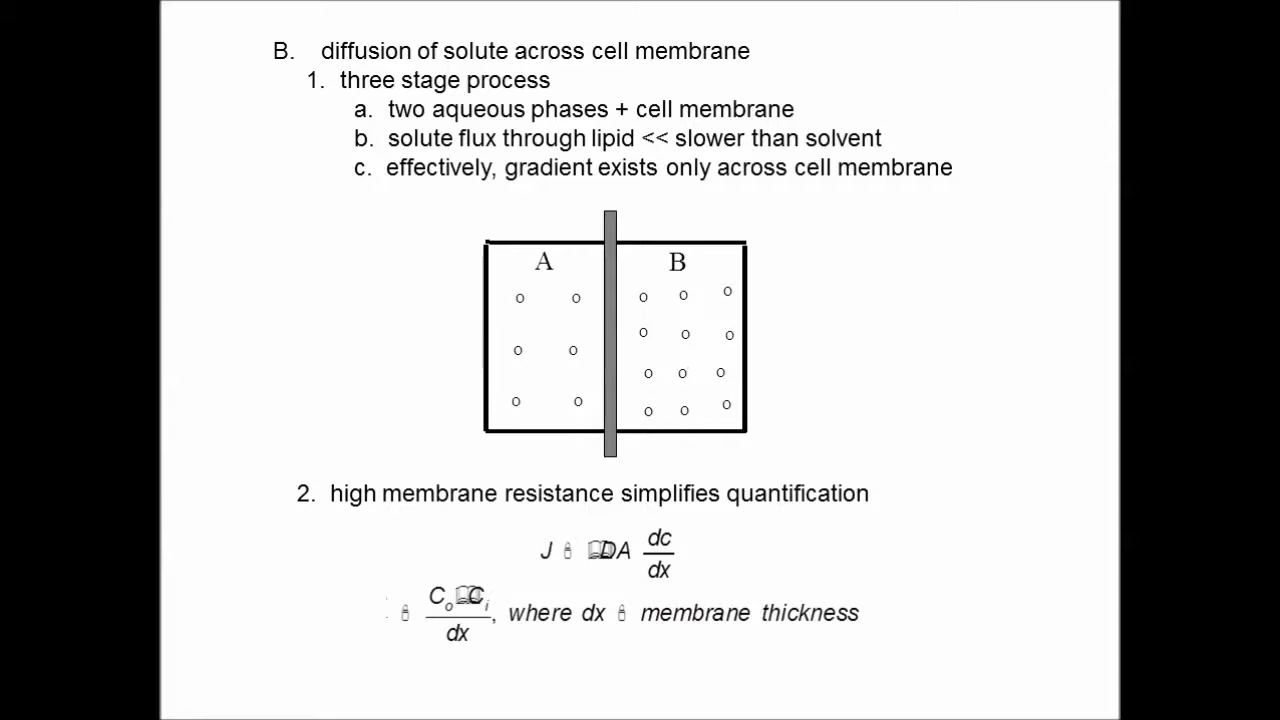 B. diffusion of solute across cell membrane
1. three stage process
a. two aqueous phases + cell membrane
b. solute flux through lipid << slower than solvent
c. effectively, gradient exists only across cell membrane
A B
2. high membrane resistance simplifies quantification
J 🕯 🕮DA dc/dx
🕯 Co🕮Ci/dx, where dx 🕯 membrane thickness